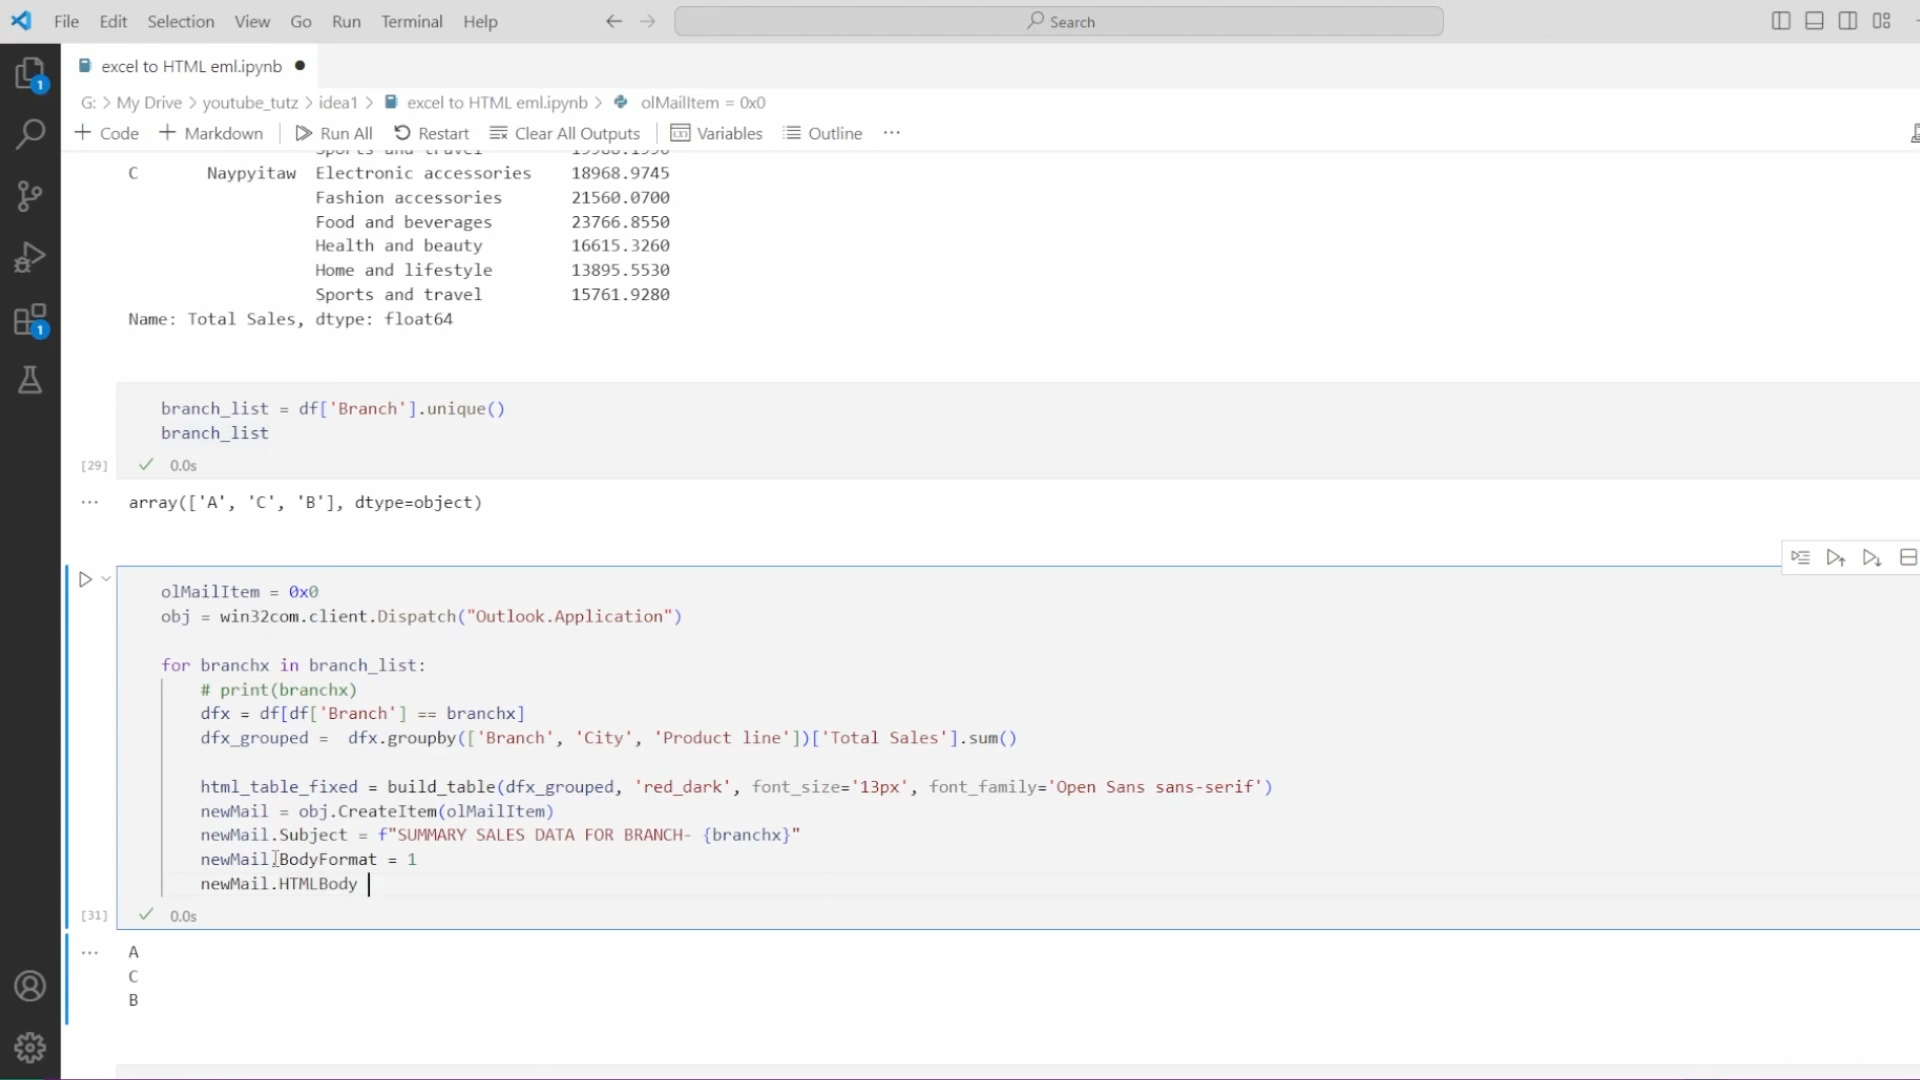 File Edit Selection View Go Run Terminal Help Search
excel to HTML eml.ipynb
G: > My Drive > youtube_tutz > idea1 > excel to HTML eml.ipynb > olMailItem = 0x0
+ Code + Markdown Run All Restart Clear All Outputs Variables Outline ...
C Naypyitaw Electronic accessories 18968.9745
Fashion accessories 21560.0700
Food and beverages 23766.8550
Health and beauty 16615.3260
Home and lifestyle 13895.5530
Sports and travel 15761.9280
Name: Total Sales, dtype: float64
branch_list = df['Branch'].unique()
branch_list
[29] 0.0s
... array(['A', 'C', 'B'], dtype=object)
olMailItem = 0x0
obj = win32com.client.Dispatch("Outlook.Application")
for branchx in branch_list:
# print(branchx)
dfx = df[df['Branch'] == branchx]
dfx_grouped =  dfx.groupby(['Branch', 'City', 'Product line'])['Total Sales'].sum()
html_table_fixed = build_table(dfx_grouped, 'red_dark', font_size='13px', font_family='Open Sans sans-serif')
newMail = obj.CreateItem(olMailItem)
newMail.Subject = f"SUMMARY SALES DATA FOR BRANCH- {branchx}"
newMail.BodyFormat = 1
newMail.HTMLBody
[31] 0.0s
... A
C
B
1
1